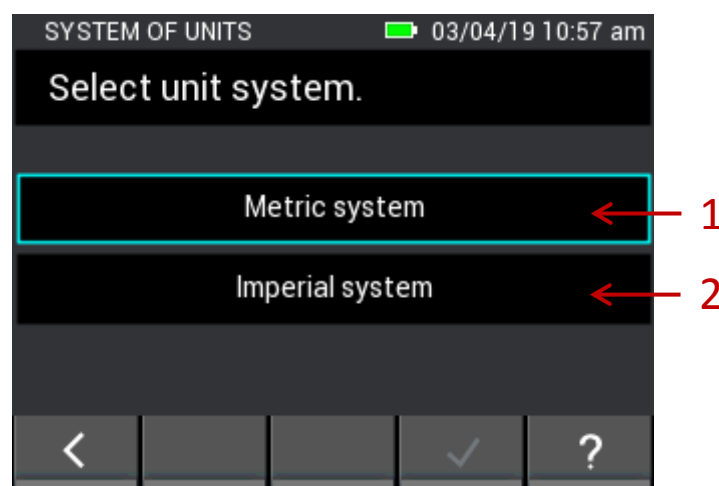 SYSTEM OF UNITS 03/04/19 10:57 am
Select unit system.
Metric system
1
Imperial system
2
?